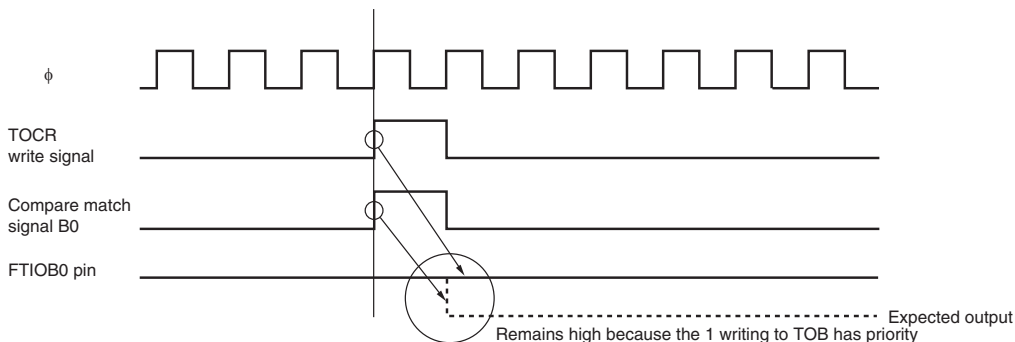 ϕ
TOCR
write signal
Compare match
signal B0
FTIOB0 pin
Expected output
Remains high because the 1 writing to TOB has priority